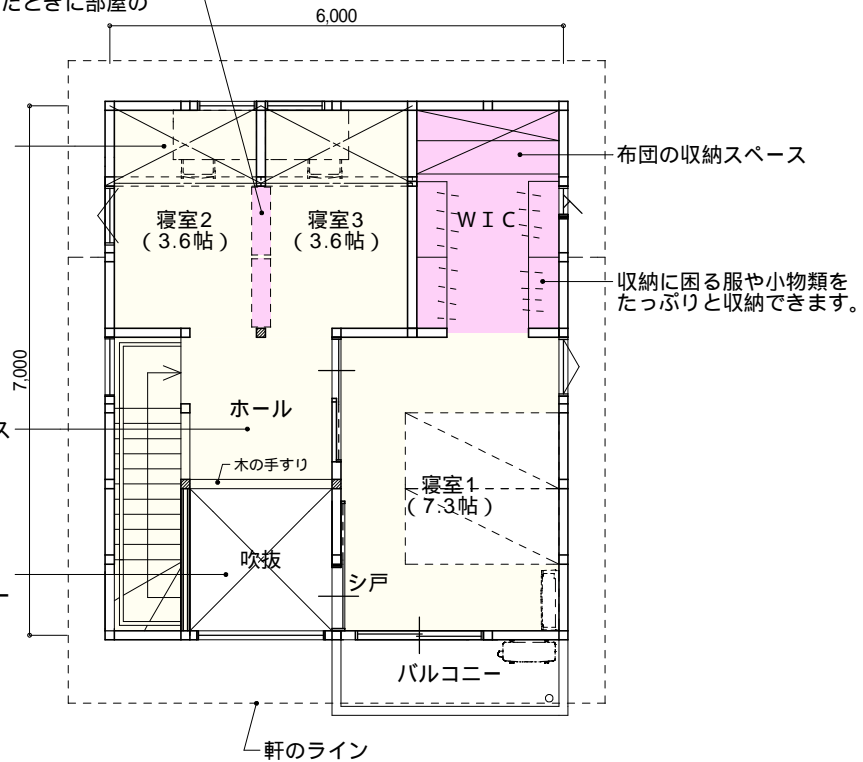 たときに部屋の
6,000
布団の収納スペース
寝室2
（3.6帖）
寝室3
（3.6帖）
ＷＩＣ
収納に困る服や小物類を
たっぷりと収納できます。
7,000
ス
ホール
木の手すり
寝室1
（7.3帖）
吹抜
シ戸
ー
バルコニー
軒のライン